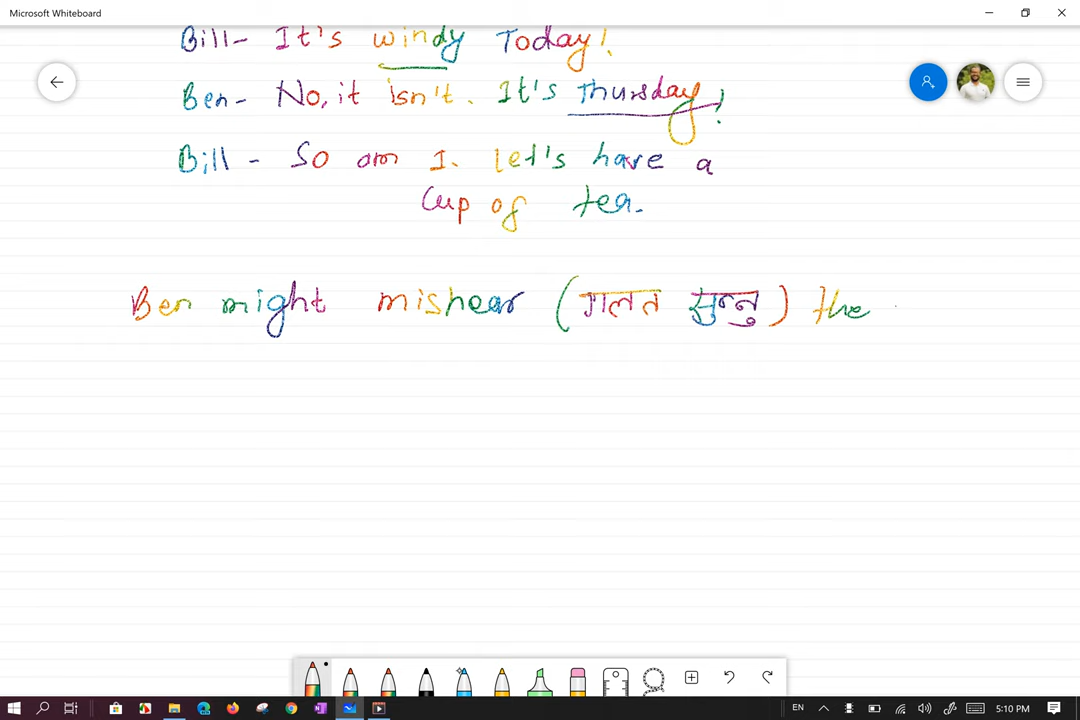 Microsoft Whiteboard
Bill- It's windy Today!
Ben- No, it isn't. It's Thursday!
Bill - So am I. Let's have a
Cup of tea.
Ben might mishear (गलत सुन्नु) the
EN
5:10 PM